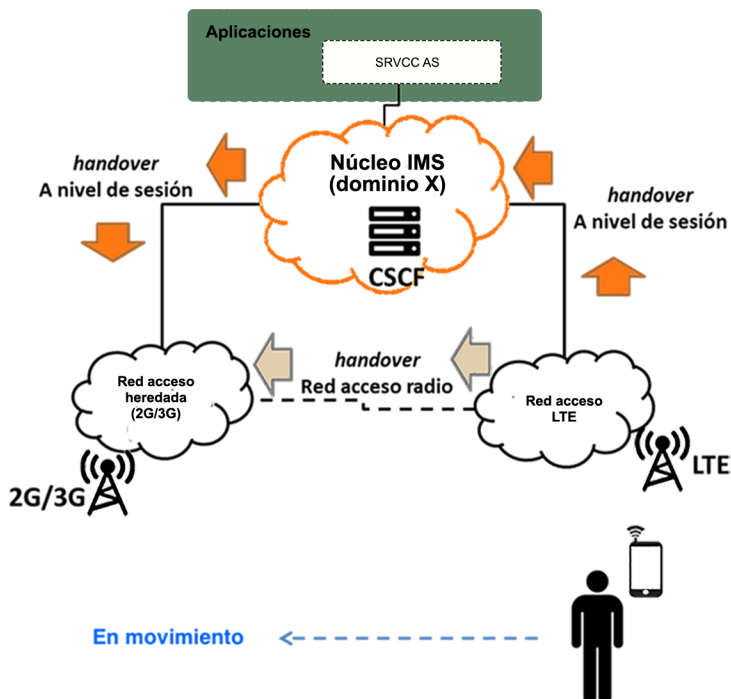 Aplicaciones
SRVCC AS
Núcleo IMS
(dominio X)
CSCF
handover
A nivel de sesión
handover
A nivel de sesión
handover
Red acceso radio
Red acceso
heredada
(2G/3G)
Red acceso
LTE
2G/3G
LTE
En movimiento